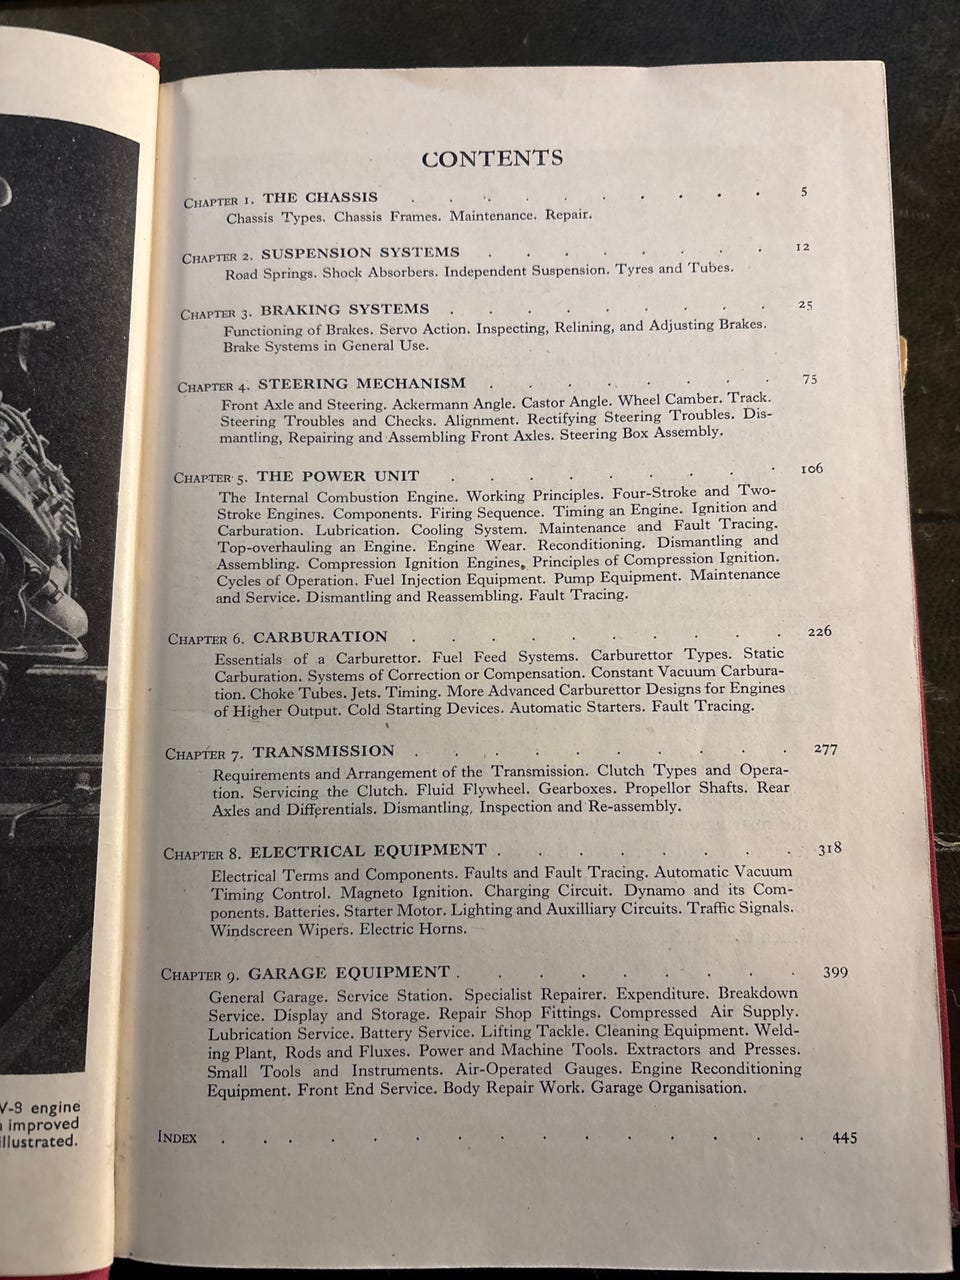 CONTENTS
CHAPTER 1. THE CHASSIS . . . . . . . . . . 5
Chassis Types. Chassis Frames. Maintenance. Repair.
CHAPTER 2. SUSPENSION SYSTEMS . . . . . . . . 12
Road Springs. Shock Absorbers. Independent Suspension. Tyres and Tubes.
CHAPTER 3. BRAKING SYSTEMS . . . . . . . . . 25
Functioning of Brakes. Servo Action. Inspecting, Relining, and Adjusting Brakes.
Brake Systems in General Use.
CHAPTER 4. STEERING MECHANISM . . . . . . . . 75
Front Axle and Steering. Ackermann Angle. Castor Angle. Wheel Camber. Track.
Steering Troubles and Checks. Alignment. Rectifying Steering Troubles. Dis-
mantling, Repairing and Assembling Front Axles. Steering Box Assembly.
CHAPTER 5. THE POWER UNIT . . . . . . . . . 106
The Internal Combustion Engine. Working Principles. Four-Stroke and Two-
Stroke Engines. Components. Firing Sequence. Timing an Engine. Ignition and
Carburation. Lubrication. Cooling System. Maintenance and Fault Tracing.
Top-overhauling an Engine. Engine Wear. Reconditioning. Dismantling and
Assembling. Compression Ignition Engines. Principles of Compression Ignition.
Cycles of Operation. Fuel Injection Equipment. Pump Equipment. Maintenance
and Service. Dismantling and Reassembling. Fault Tracing.
CHAPTER 6. CARBURATION . . . . . . . . . . 226
Essentials of a Carburettor. Fuel Feed Systems. Carburettor Types. Static
Carburation. Systems of Correction or Compensation. Constant Vacuum Carbura-
tion. Choke Tubes. Jets. Timing. More Advanced Carburettor Designs for Engines
of Higher Output. Cold Starting Devices. Automatic Starters. Fault Tracing.
CHAPTER 7. TRANSMISSION . . . . . . . . . . 277
Requirements and Arrangement of the Transmission. Clutch Types and Opera-
tion. Servicing the Clutch. Fluid Flywheel. Gearboxes. Propellor Shafts. Rear
Axles and Differentials. Dismantling, Inspection and Re-assembly.
CHAPTER 8. ELECTRICAL EQUIPMENT . . . . . . . . 318
Electrical Terms and Components. Faults and Fault Tracing. Automatic Vacuum
Timing Control. Magneto Ignition. Charging Circuit. Dynamo and its Com-
ponents. Batteries. Starter Motor. Lighting and Auxilliary Circuits. Traffic Signals.
Windscreen Wipers. Electric Horns.
CHAPTER 9. GARAGE EQUIPMENT . . . . . . . . . 399
General Garage. Service Station. Specialist Repairer. Expenditure. Breakdown
Service. Display and Storage. Repair Shop Fittings. Compressed Air Supply.
Lubrication Service. Battery Service. Lifting Tackle. Cleaning Equipment. Weld-
ing Plant, Rods and Fluxes. Power and Machine Tools. Extractors and Presses.
Small Tools and Instruments. Air-Operated Gauges. Engine Reconditioning
Equipment. Front End Service. Body Repair Work. Garage Organisation.
INDEX . . . . . . . . . . . . . . . 445
V-8 engine
improved
illustrated.